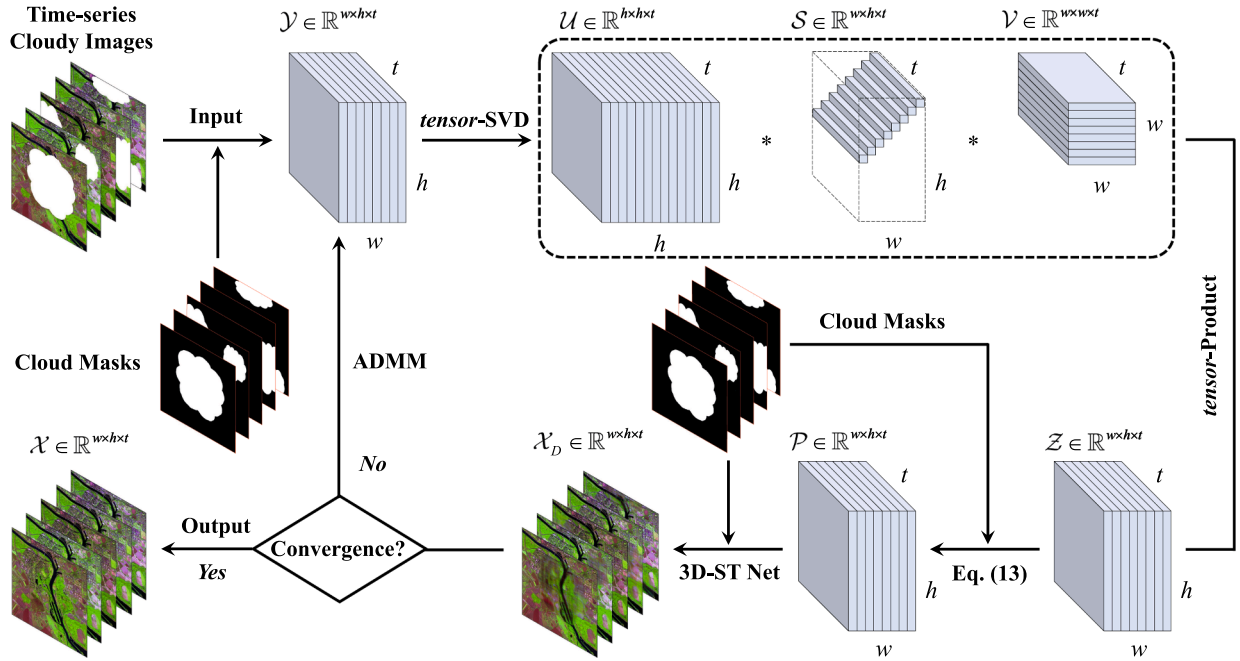 Time-series
Cloudy Images
𝒴 ∈ ℝ^{w×h×t}
𝒰 ∈ ℝ^{h×h×t}
𝒮 ∈ ℝ^{w×h×t}
𝒱 ∈ ℝ^{w×w×t}
Input
t
h
w
tensor-SVD
t
h
h
*
t
h
w
*
t
w
w
tensor-Product
Cloud Masks
ADMM
Cloud Masks
No
𝒳 ∈ ℝ^{w×h×t}
𝒳_D ∈ ℝ^{w×h×t}
𝒫 ∈ ℝ^{w×h×t}
𝒵 ∈ ℝ^{w×h×t}
Output
Yes
Convergence?
3D-ST Net
t
h
w
Eq. (13)
t
h
w